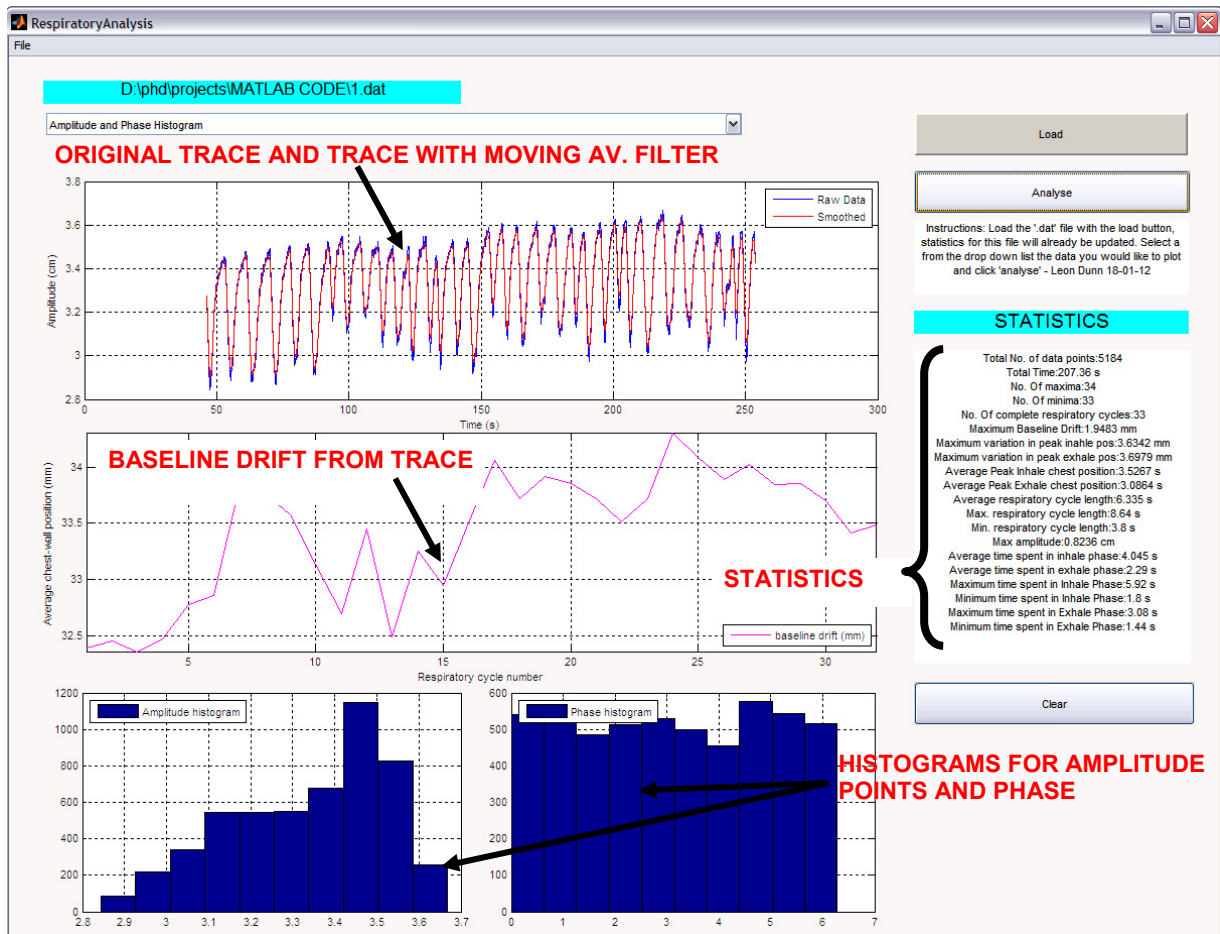 RespiratoryAnalysis
File
D:\phd\projects\MATLAB CODE\1.dat
Amplitude and Phase Histogram
ORIGINAL TRACE AND TRACE WITH MOVING AV. FILTER
3.8
3.6
3.4
3.2
3
2.8
Amplitude (cm)
Raw Data
Smoothed
0
50
100
150
200
250
300
Time (s)
BASELINE DRIFT FROM TRACE
34
33.5
33
32.5
Average chest-wall position (mm)
baseline drift (mm)
5
10
15
20
25
30
Respiratory cycle number
1200
1000
800
600
400
200
0
Amplitude histogram
2.8
2.9
3
3.1
3.2
3.3
3.4
3.5
3.6
3.7
600
500
400
300
200
100
0
Phase histogram
0
1
2
3
4
5
6
7
HISTOGRAMS FOR AMPLITUDE
POINTS AND PHASE
Load
Analyse
Instructions: Load the '.dat' file with the load button,
statistics for this file will already be updated. Select a
from the drop down list the data you would like to plot
and click 'analyse' - Leon Dunn 18-01-12
STATISTICS
STATISTICS
Total No. of data points:5184
Total Time:207.36 s
No. Of maxima:34
No. Of minima:33
No. Of complete respiratory cycles:33
Maximum Baseline Drift:1.9483 mm
Maximum variation in peak inahle pos:3.6342 mm
Maximum variation in peak exhale pos:3.6979 mm
Average Peak Inhale chest position:3.5267 s
Average Peak Exhale chest position:3.0864 s
Average respiratory cycle length:6.335 s
Max. respiratory cycle length:8.64 s
Min. respiratory cycle length:3.8 s
Max amplitude:0.8236 cm
Average time spent in inhale phase:4.045 s
Average time spent in exhale phase:2.29 s
Maximum time spent in Inhale Phase:5.92 s
Minimum time spent in Inhale Phase:1.8 s
Maximum time spent in Exhale Phase:3.08 s
Minimum time spent in Exhale Phase:1.44 s
Clear